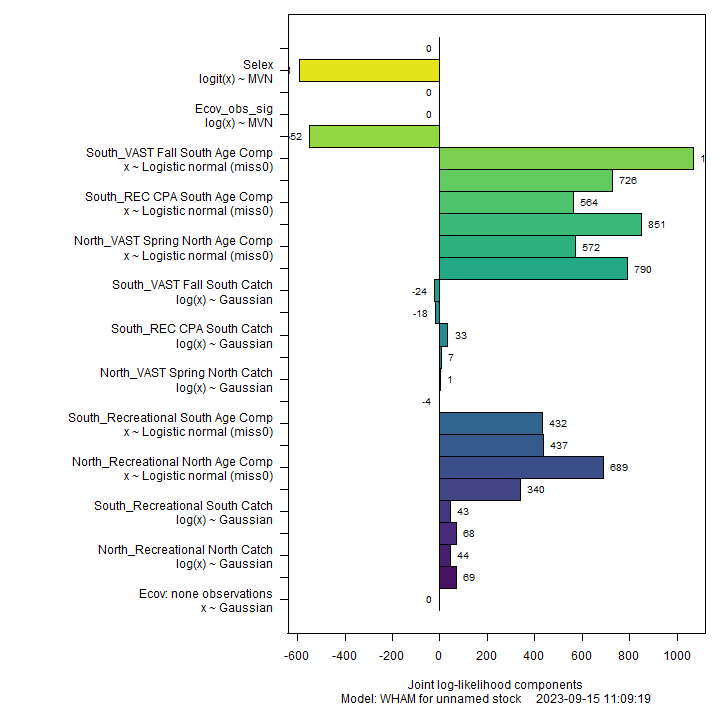 0
Selex
logit(x) ~ MVN
0
Ecov_obs_sig
log(x) ~ MVN
0
52
South_VAST Fall South Age Comp
x ~ Logistic normal (miss0)
1
726
South_REC CPA South Age Comp
x ~ Logistic normal (miss0)
564
851
North_VAST Spring North Age Comp
x ~ Logistic normal (miss0)
572
790
South_VAST Fall South Catch
log(x) ~ Gaussian
-24
-18
South_REC CPA South Catch
log(x) ~ Gaussian
33
7
North_VAST Spring North Catch
log(x) ~ Gaussian
1
-4
South_Recreational South Age Comp
x ~ Logistic normal (miss0)
432
437
North_Recreational North Age Comp
x ~ Logistic normal (miss0)
689
340
South_Recreational South Catch
log(x) ~ Gaussian
43
68
North_Recreational North Catch
log(x) ~ Gaussian
44
69
Ecov: none observations
x ~ Gaussian
0
-600 -400 -200 0 200 400 600 800 1000
Joint log-likelihood components
Model: WHAM for unnamed stock 2023-09-15 11:09:19